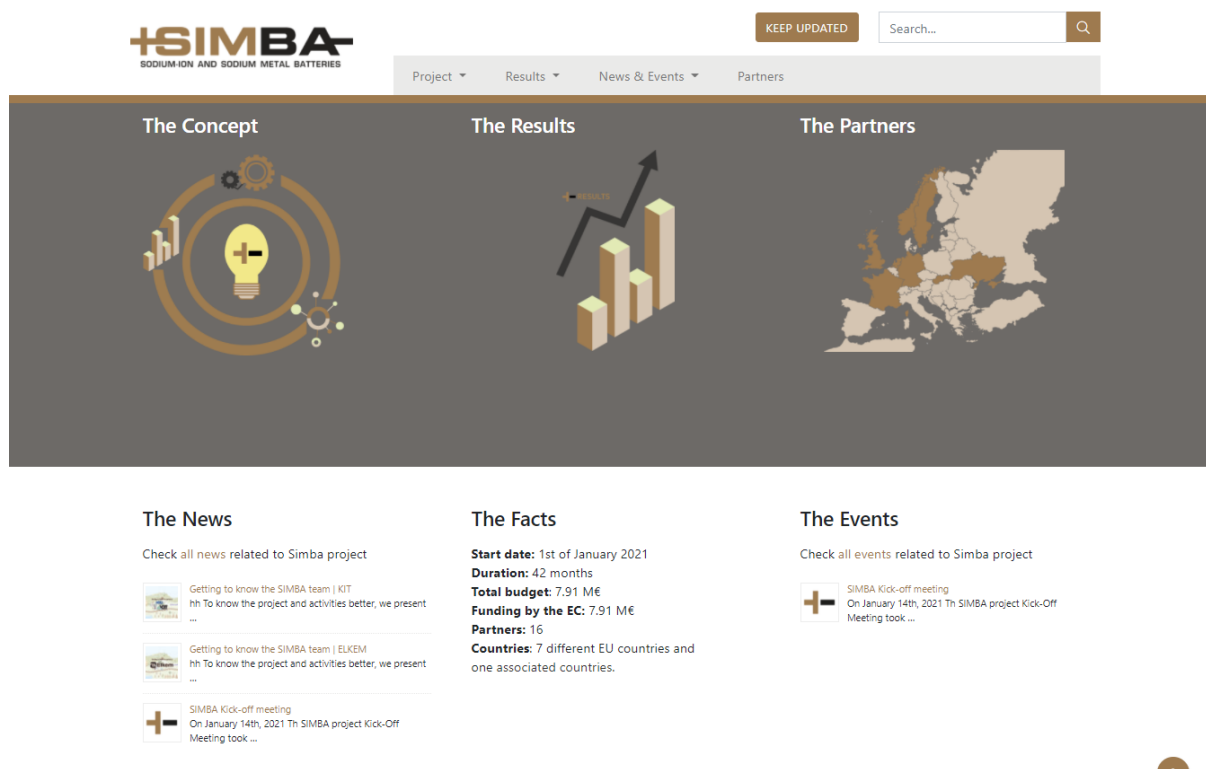 +SIMBA-
SODIUM-ION AND SODIUM METAL BATTERIES
KEEP UPDATED
Search...
Project
Results
News & Events
Partners
The Concept
The Results
The Partners
+-RESULTS
The News
Check all news related to Simba project
Getting to know the SIMBA team | KIT
hh To know the project and activities better, we present
...
Getting to know the SIMBA team | ELKEM
hh To know the project and activities better, we present
...
SIMBA Kick-off meeting
On January 14th, 2021 Th SIMBA project Kick-Off
Meeting took ...
The Facts
Start date: 1st of January 2021
Duration: 42 months
Total budget: 7.91 M€
Funding by the EC: 7.91 M€
Partners: 16
Countries: 7 different EU countries and
one associated countries.
The Events
Check all events related to Simba project
SIMBA Kick-off meeting
On January 14th, 2021 Th SIMBA project Kick-Off
Meeting took ...